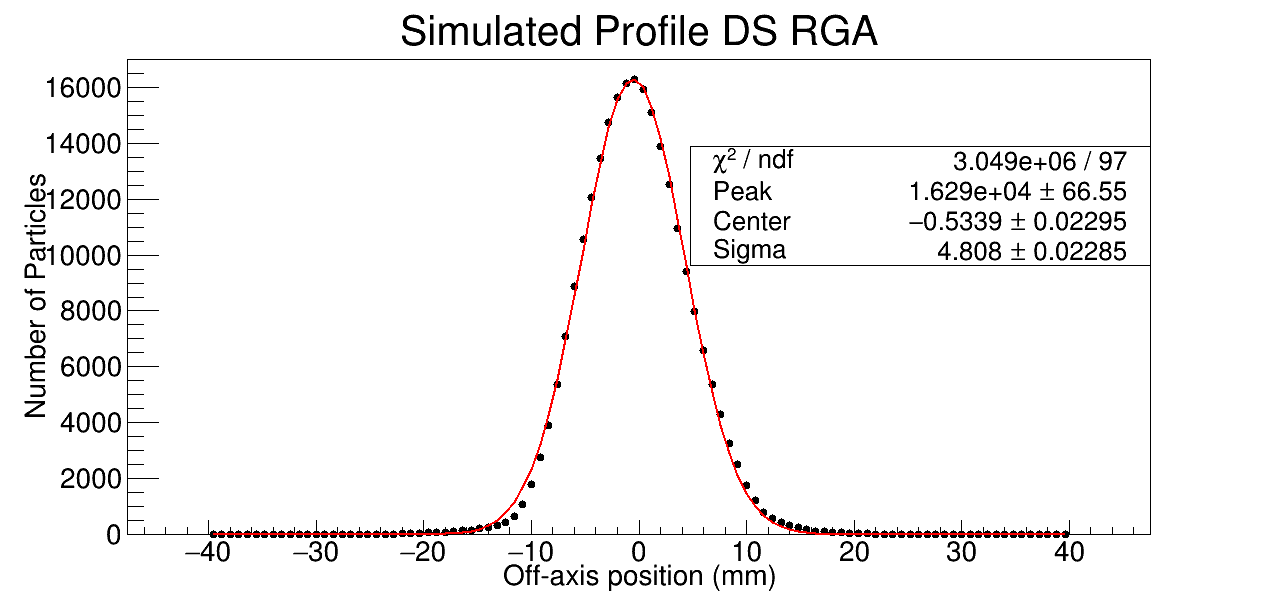 Simulated Profile DS RGA
16000
14000
12000
10000
8000
6000
4000
2000
0
Number of Particles
χ² / ndf 3.049e+06 / 97
Peak 1.629e+04 ± 66.55
Center −0.5339 ± 0.02295
Sigma 4.808 ± 0.02285
−40 −30 −20 −10 0 10 20 30 40
Off-axis position (mm)